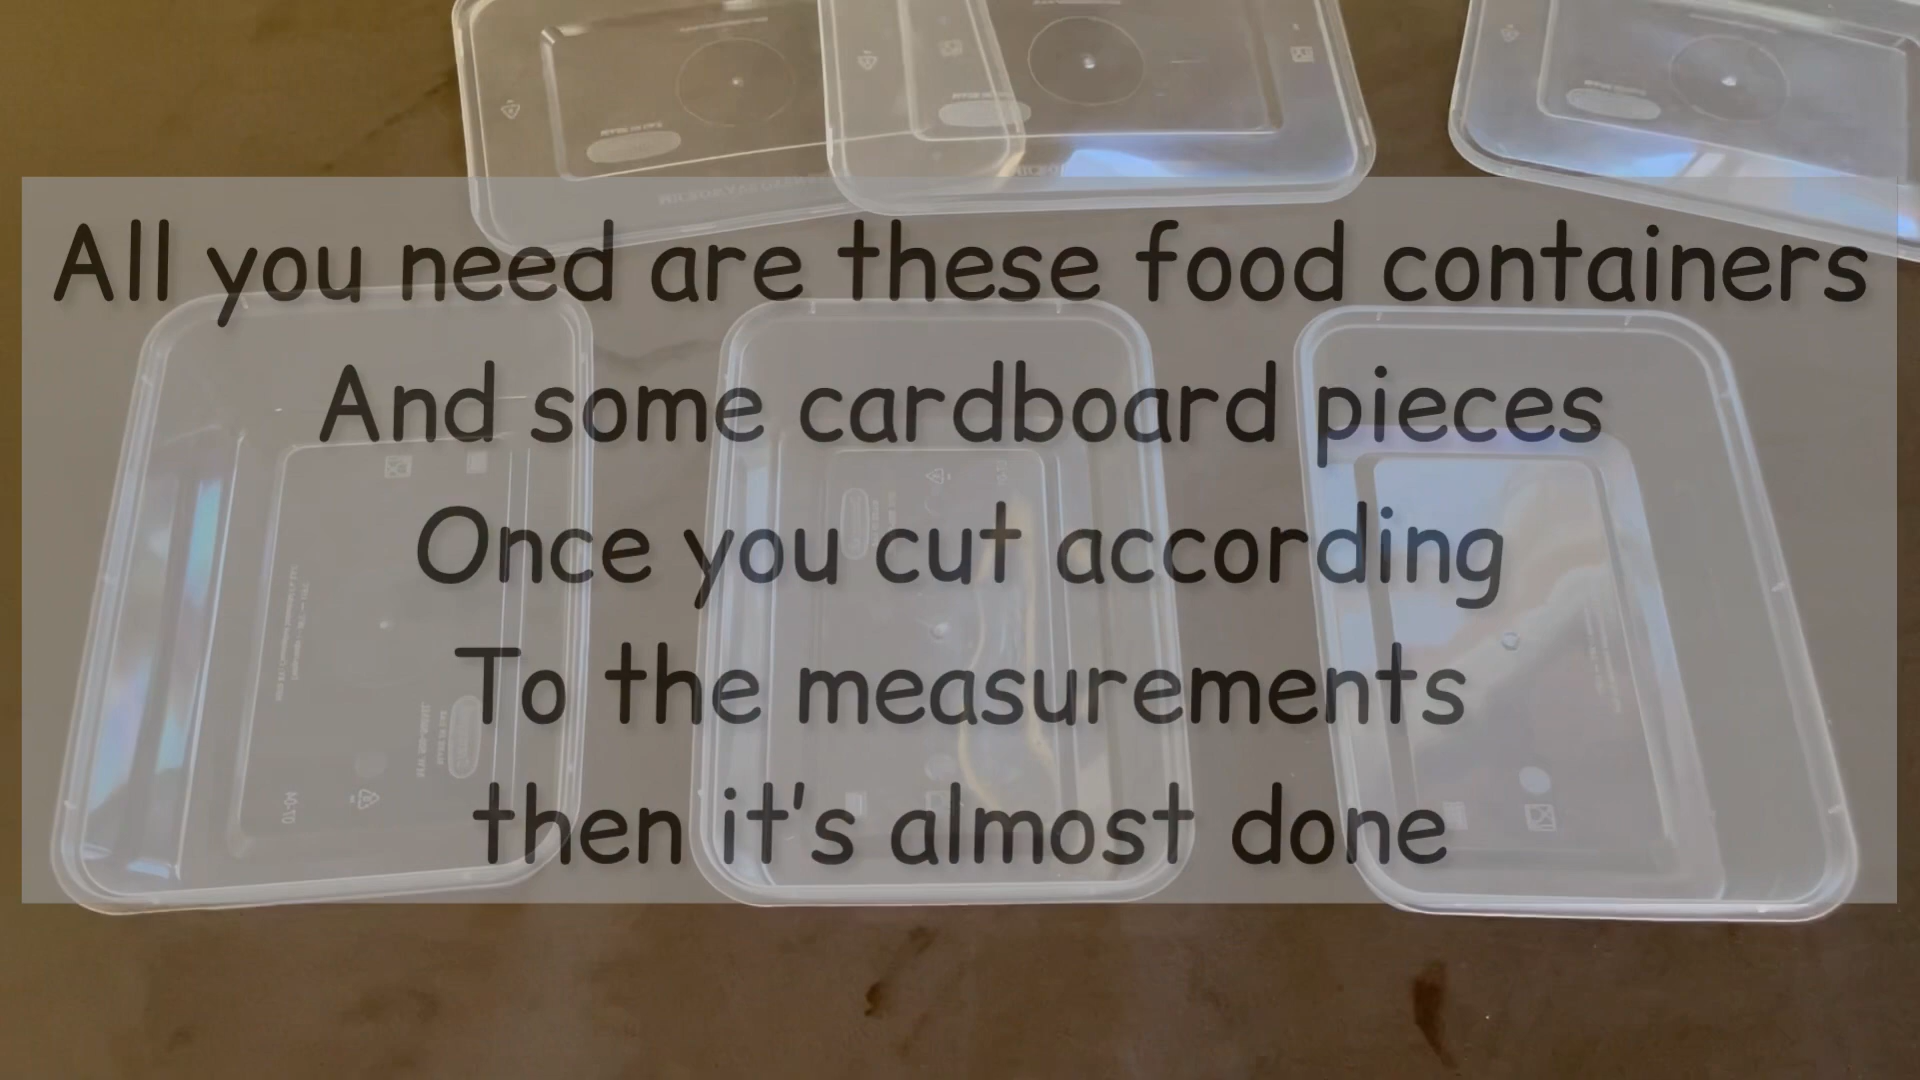 All you need are these food containers
And some cardboard pieces
Once you cut according
To the measurements
then it's almost done